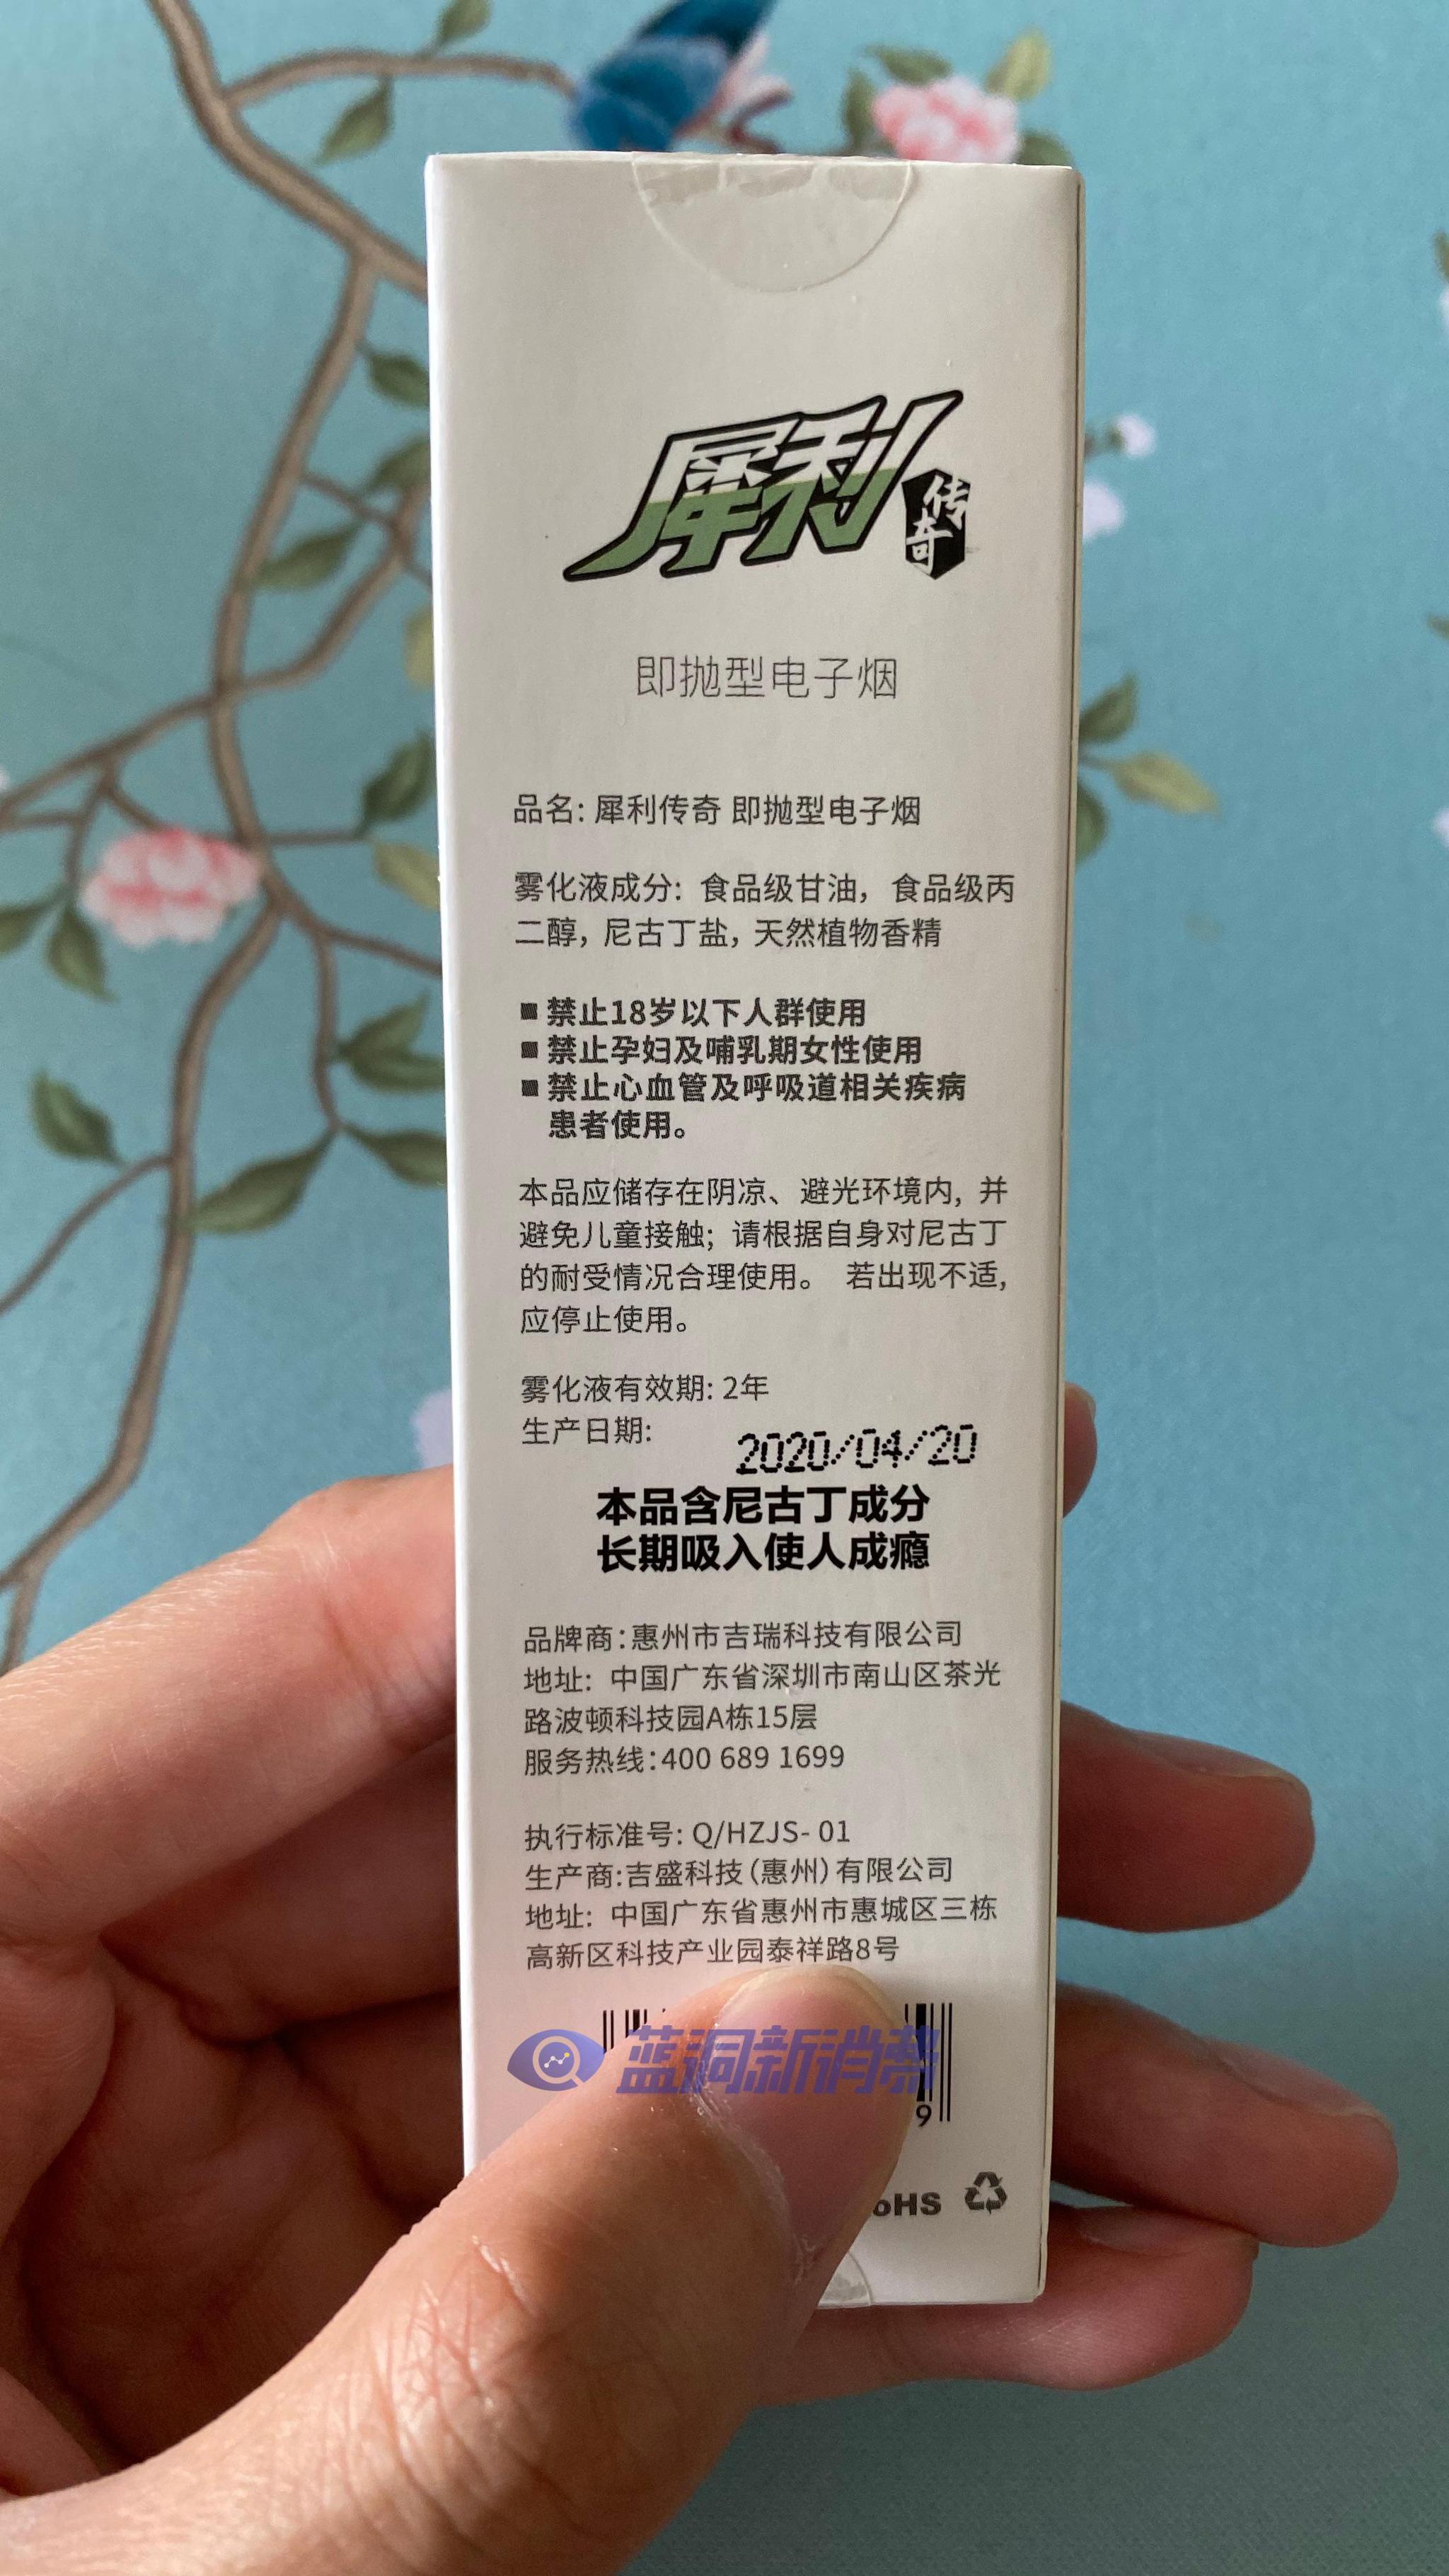 犀利
传奇
即抛型电子烟
品名: 犀利传奇 即抛型电子烟
雾化液成分: 食品级甘油, 食品级丙
二醇, 尼古丁盐, 天然植物香精
■ 禁止18岁以下人群使用
■ 禁止孕妇及哺乳期女性使用
■ 禁止心血管及呼吸道相关疾病
患者使用。
本品应储存在阴凉、避光环境内, 并
避免儿童接触; 请根据自身对尼古丁
的耐受情况合理使用。 若出现不适,
应停止使用。
雾化液有效期: 2年
生产日期:
2020/04/20
本品含尼古丁成分
长期吸入使人成瘾
品牌商:惠州市吉瑞科技有限公司
地址: 中国广东省深圳市南山区茶光
路波顿科技园A栋15层
服务热线:400 689 1699
执行标准号: Q/HZJS- 01
生产商:吉盛科技(惠州)有限公司
地址: 中国广东省惠州市惠城区三栋
高新区科技产业园泰祥路8号
蓝洞新消费
9
oHS